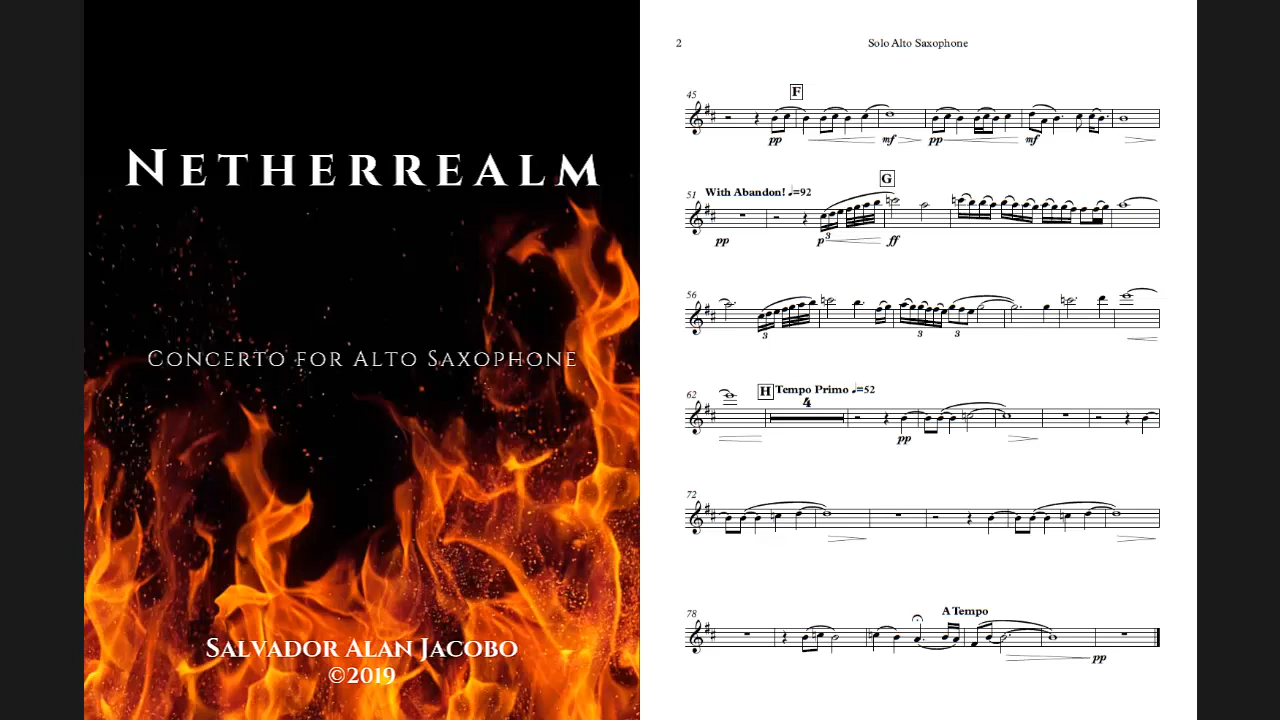 NETHERREALM
CONCERTO FOR ALTO SAXOPHONE
SALVADOR ALAN JACOBO
©2019
2
Solo Alto Saxophone
45
F
pp
mf
pp
mf
51
With Abandon! ♩=92
G
pp
p
3
ff
56
3
3
3
62
H
Tempo Primo ♩=52
4
pp
72
78
A Tempo
pp